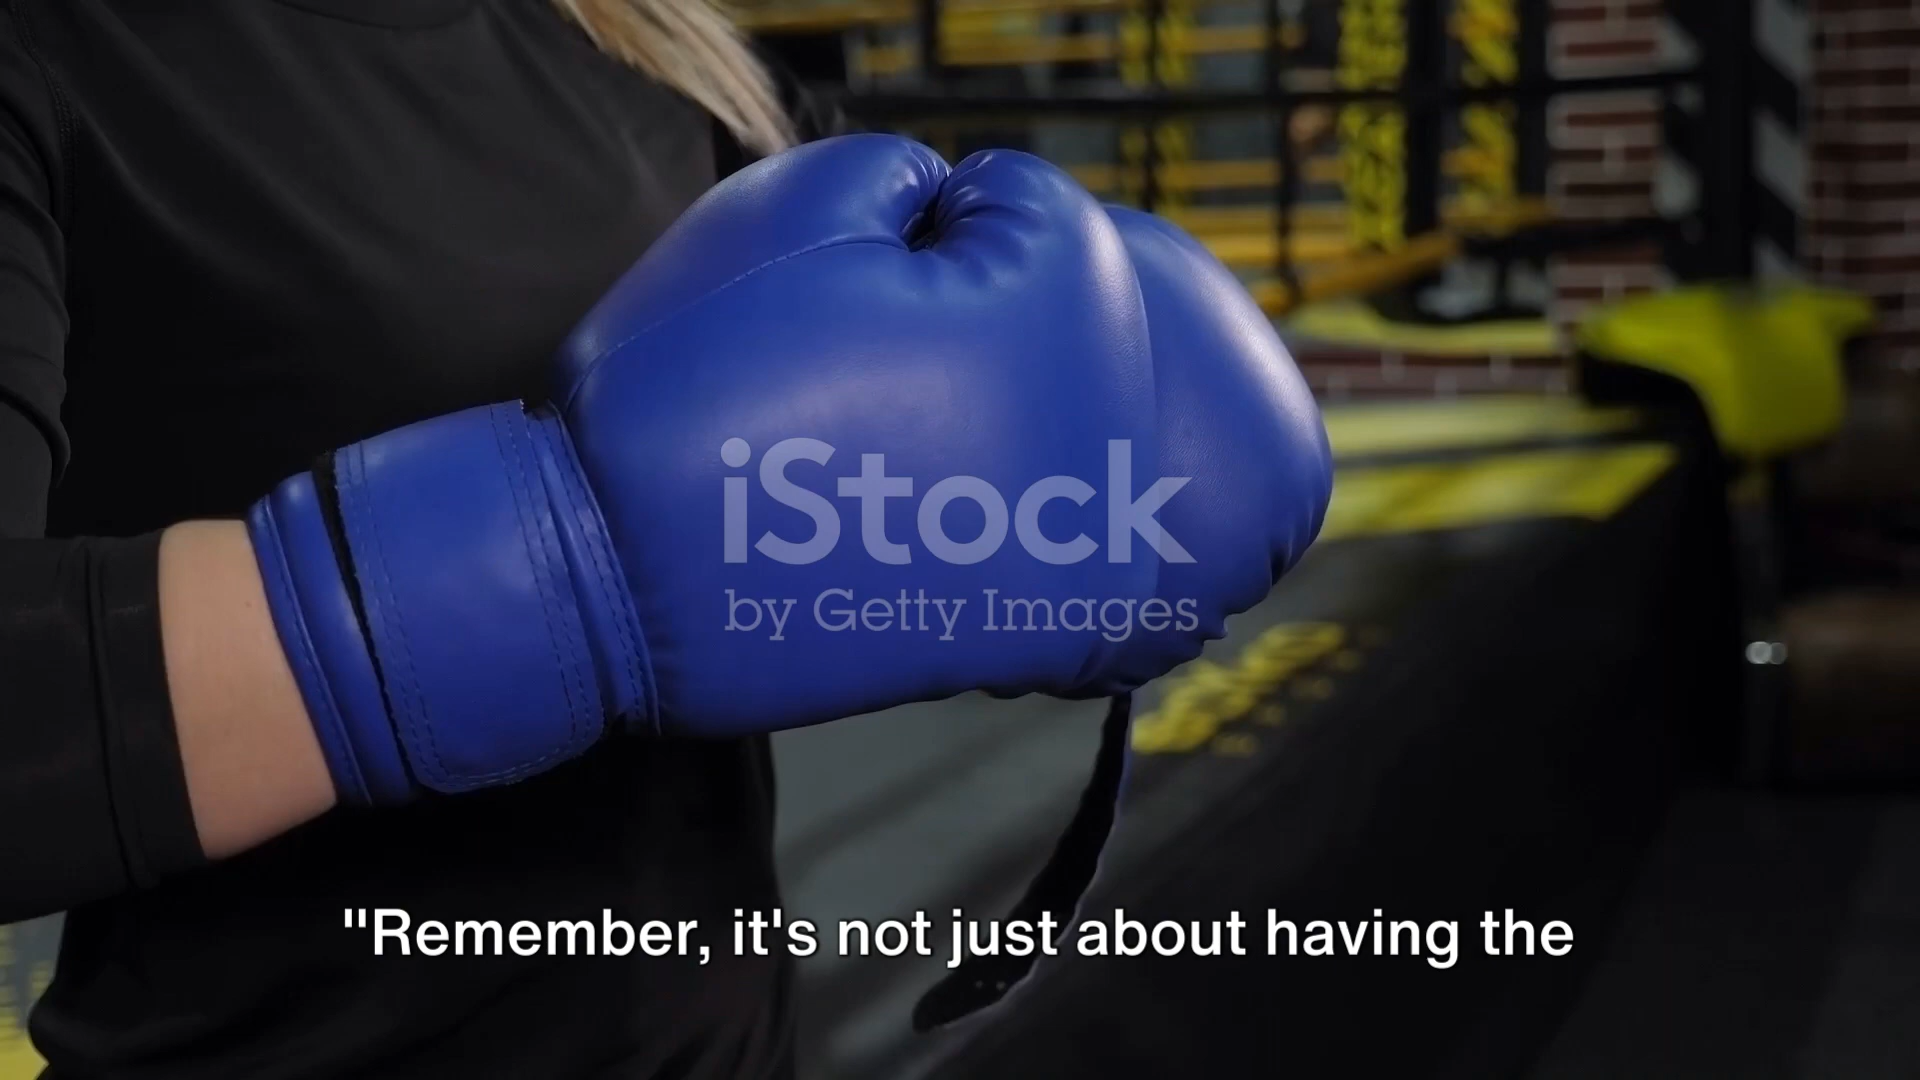 iStock
by Getty Images
"Remember, it's not just about having the